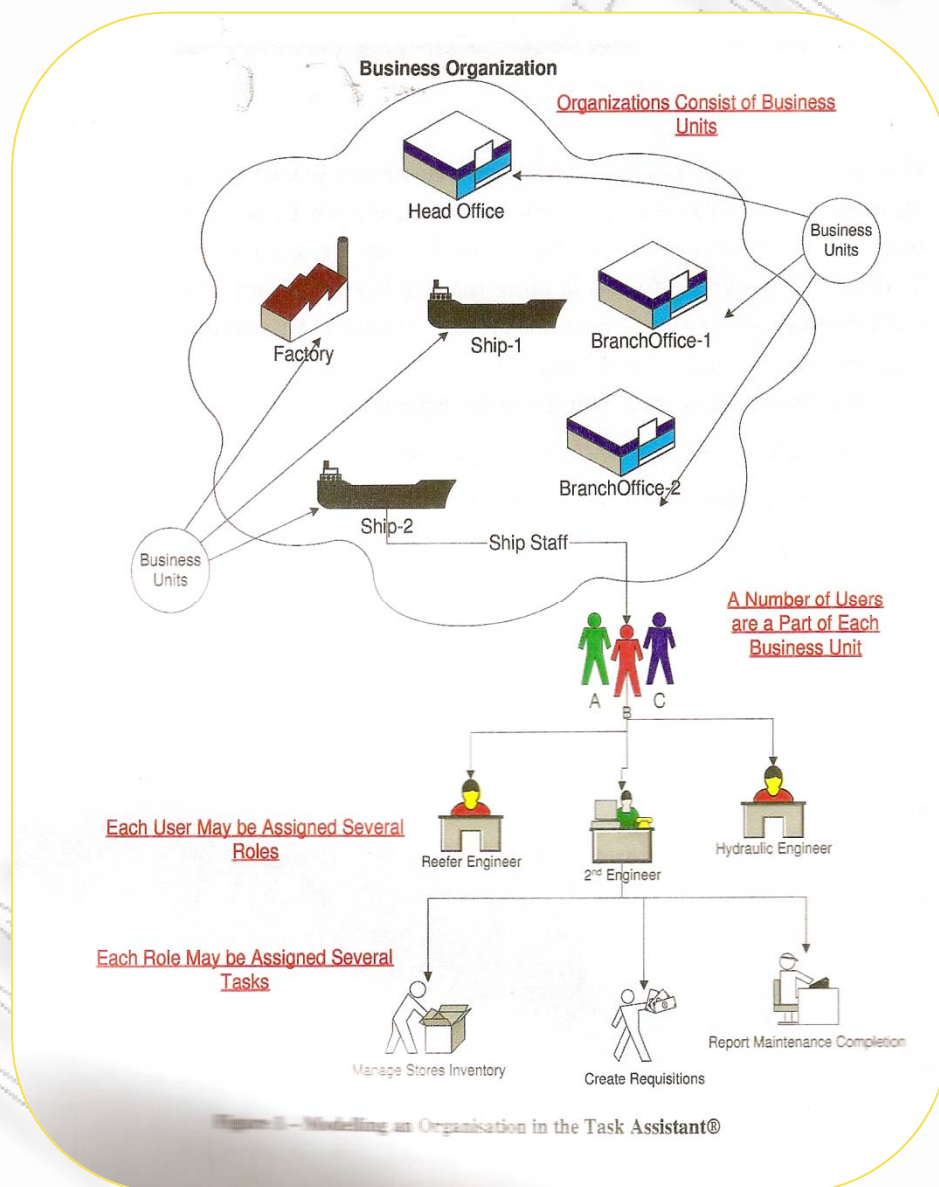 Business Organization
Organizations Consist of Business
Units
Head Office
Business
Units
Factory
Ship-1
BranchOffice-1
BranchOffice-2
Ship-2
Ship Staff
Business
Units
A Number of Users
are a Part of Each
Business Unit
A
B
C
Each User May be Assigned Several
Roles
Reefer Engineer
2nd Engineer
Hydraulic Engineer
Each Role May be Assigned Several
Tasks
Manage Stores Inventory
Create Requisitions
Report Maintenance Completion
Modelling an Organisation in the Task Assistant®